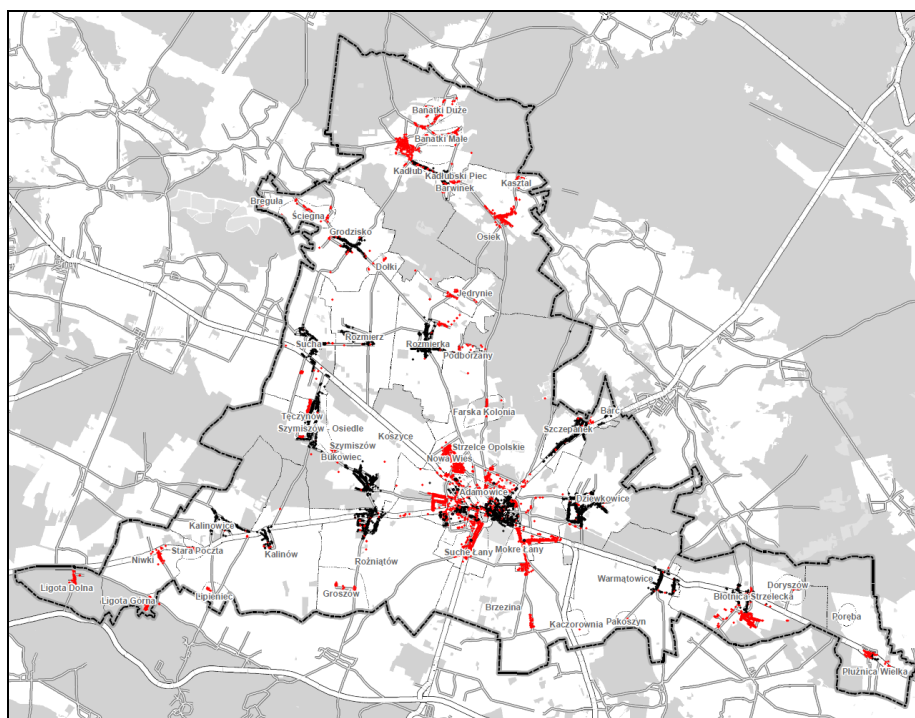 Banatki Duże
Banatki Małe
Kadłub
Kadłubski Piec
Barwinek
Kasztal
Breguła
Ściegna
Osiek
Grodzisko
Dolki
Jędrynie
Rozmierz
Sucha
Rozmierka
Podborzany
Farska Kolonia
Barc
Tęczynów
Szymiszów - Osiedle
Koszyce
Szczepanek
Strzelce Opolskie
Szymiszów
Nowa Wieś
Bukowiec
Adamowice
Dziewkowice
Kalinowice
Stara Poczta
Kalinów
Suche Łany
Mokre Łany
Niwki
Rożniątów
Ligota Dolna
Warmątowice
Doryszów
Lipieniec
Groszów
Błotnica Strzelecka
Ligota Górna
Brzezina
Poręba
Kaczorownia
Pakoszyn
Płużnica Wielka